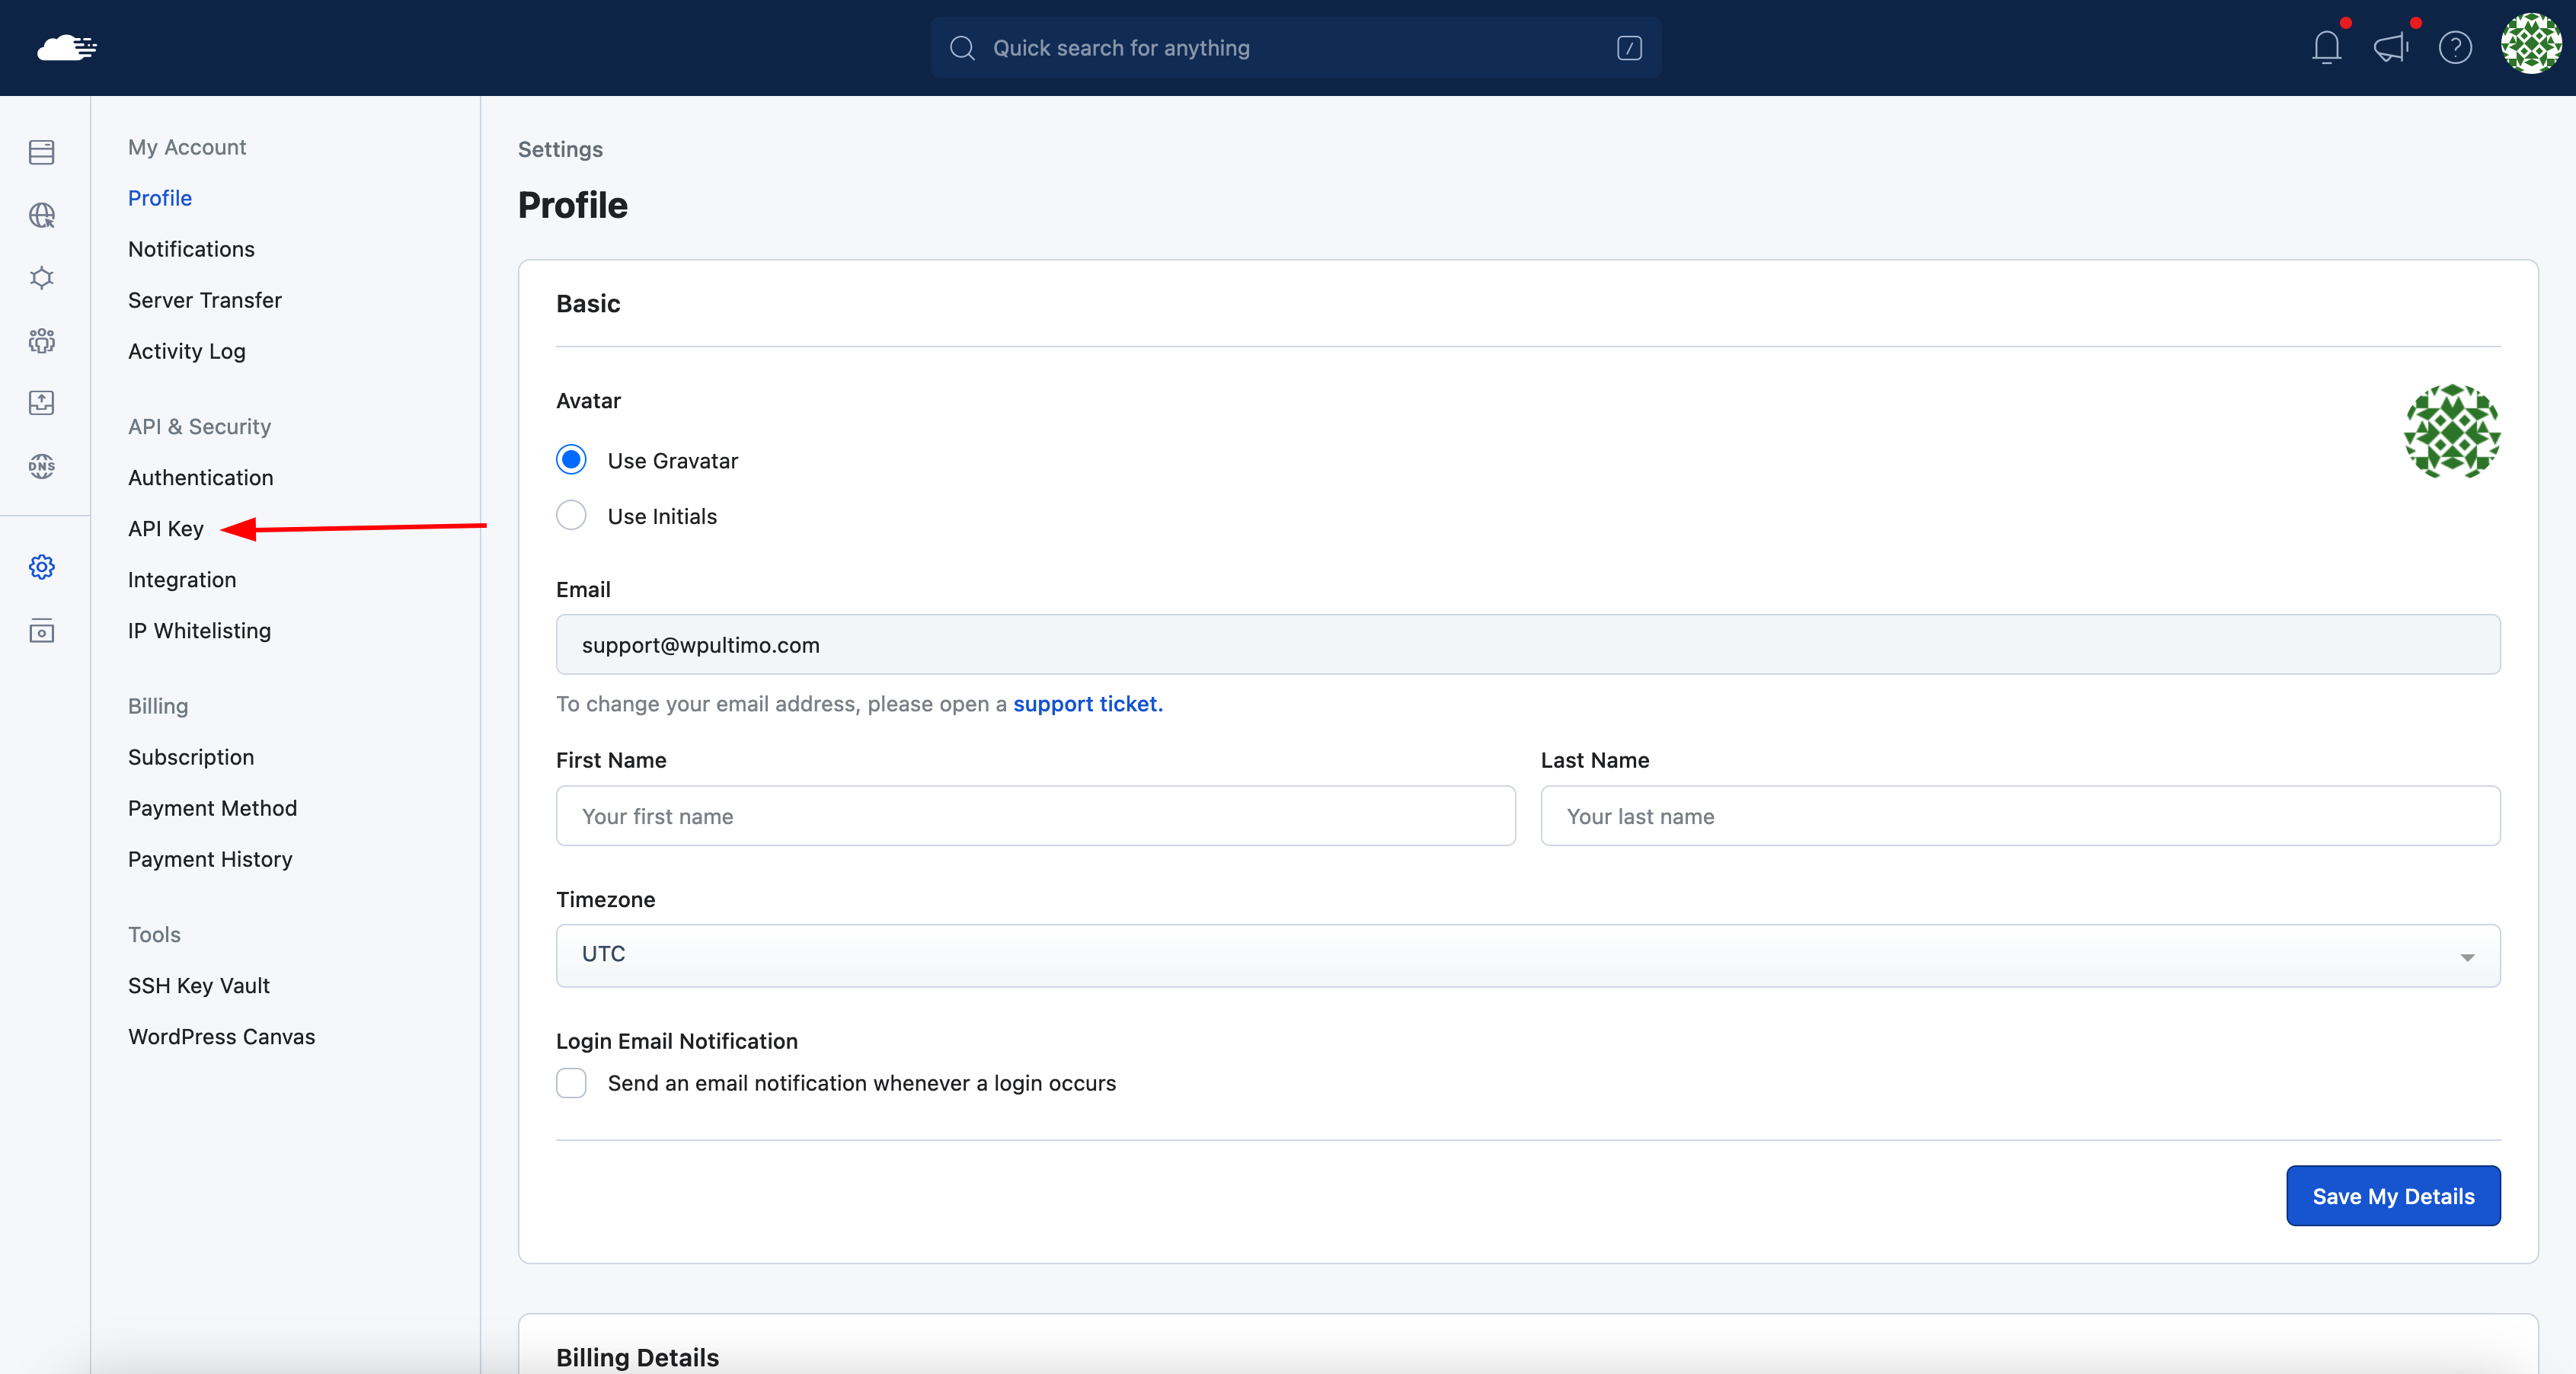 Quick search for anything
/
?
My Account
Profile
Notifications
Server Transfer
Activity Log
API & Security
Authentication
API Key
Integration
IP Whitelisting
Billing
Subscription
Payment Method
Payment History
Tools
SSH Key Vault
WordPress Canvas
DNS
Settings
Profile
Basic
Avatar
Use Gravatar
Use Initials
Email
support@wpultimo.com
To change your email address, please open a support ticket.
First Name
Last Name
Your first name
Your last name
Timezone
UTC
Login Email Notification
Send an email notification whenever a login occurs
Save My Details
Billing Details